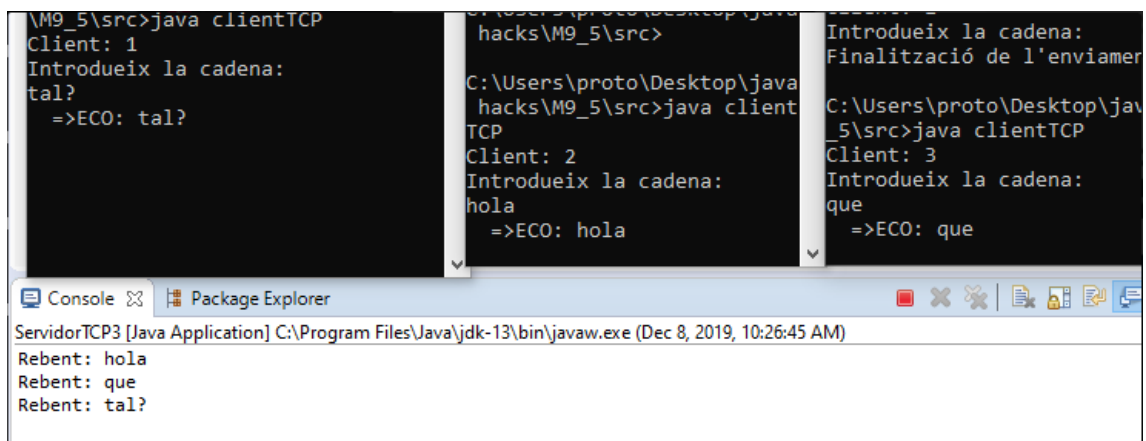 \M9_5\src>java clientTCP
Client: 1
Introdueix la cadena:
tal?
=>ECO: tal?
hacks\M9_5\src>
C:\Users\proto\Desktop\java
hacks\M9_5\src>java client
TCP
Client: 2
Introdueix la cadena:
hola
=>ECO: hola
Introdueix la cadena:
Finalització de l'enviamen
C:\Users\proto\Desktop\jav
_5\src>java clientTCP
Client: 3
Introdueix la cadena:
que
=>ECO: que
Console Package Explorer
ServidorTCP3 [Java Application] C:\Program Files\Java\jdk-13\bin\javaw.exe (Dec 8, 2019, 10:26:45 AM)
Rebent: hola
Rebent: que
Rebent: tal?